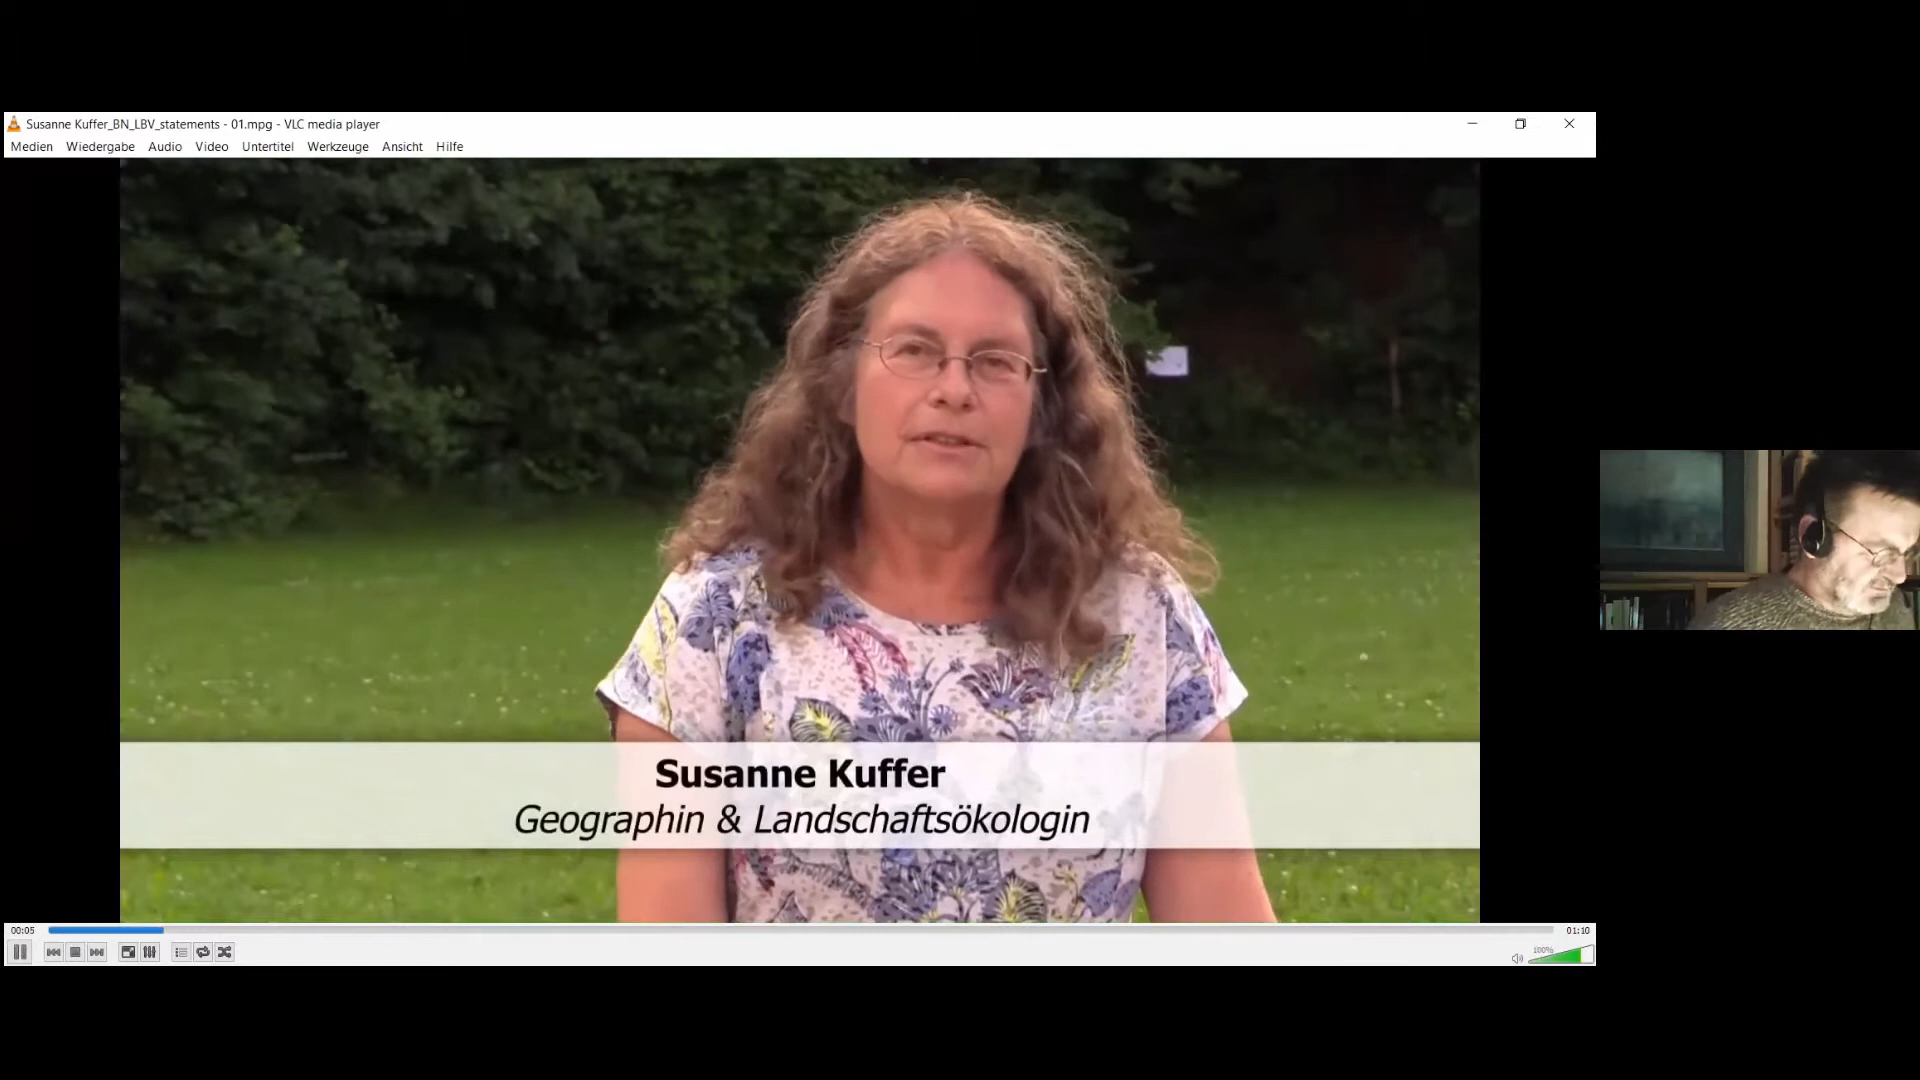 Susanne Kuffer_BN_LBV_statements - 01.mpg - VLC media player
Medien Wiedergabe Audio Video Untertitel Werkzeuge Ansicht Hilfe
Susanne Kuffer
Geographin & Landschaftsökologin
00:05
01:10
100%